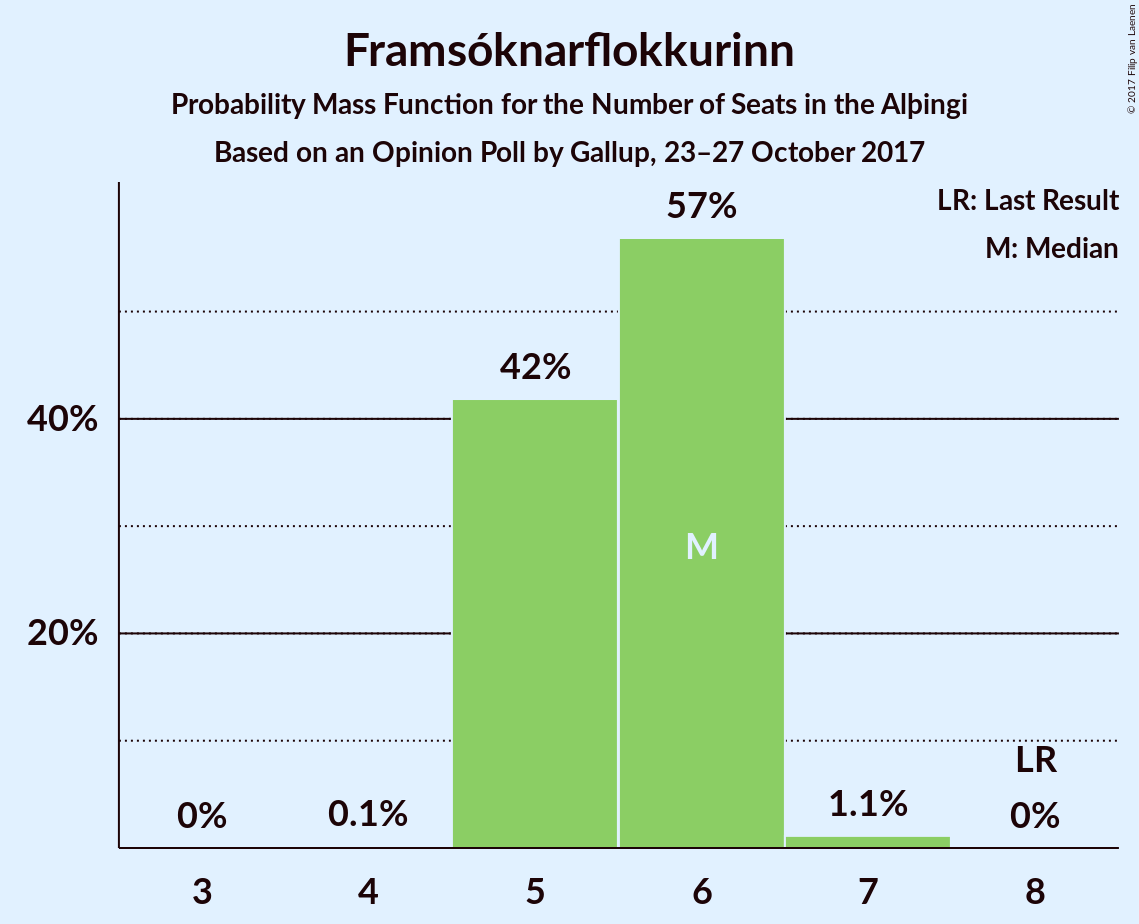 Framsóknarflokkurinn
Probability Mass Function for the Number of Seats in the Alþingi
Based on an Opinion Poll by Gallup, 23–27 October 2017
© 2017 Filip van Laenen
LR: Last Result
M: Median
57%
42%
40%
M
20%
LR
0%
0.1%
1.1%
0%
3
4
5
6
7
8